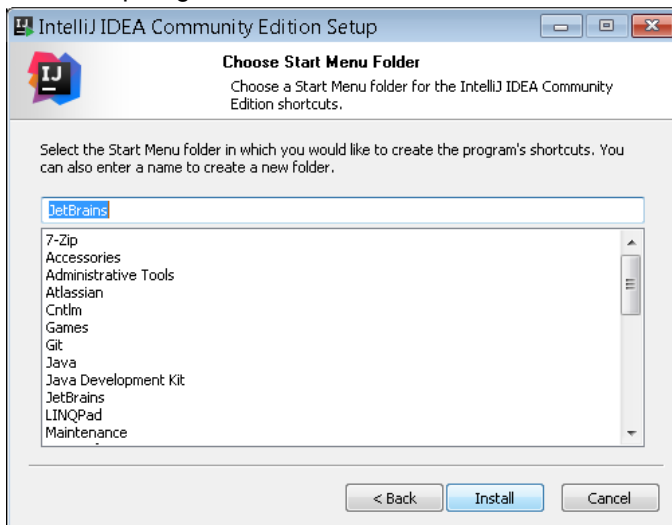 IntelliJ IDEA Community Edition Setup
IJ
Choose Start Menu Folder
Choose a Start Menu folder for the IntelliJ IDEA Community
Edition shortcuts.
Select the Start Menu folder in which you would like to create the program's shortcuts. You
can also enter a name to create a new folder.
JetBrains
7-Zip
Accessories
Administrative Tools
Atlassian
Cntlm
Games
Git
Java
Java Development Kit
JetBrains
LINQPad
Maintenance
< Back
Install
Cancel